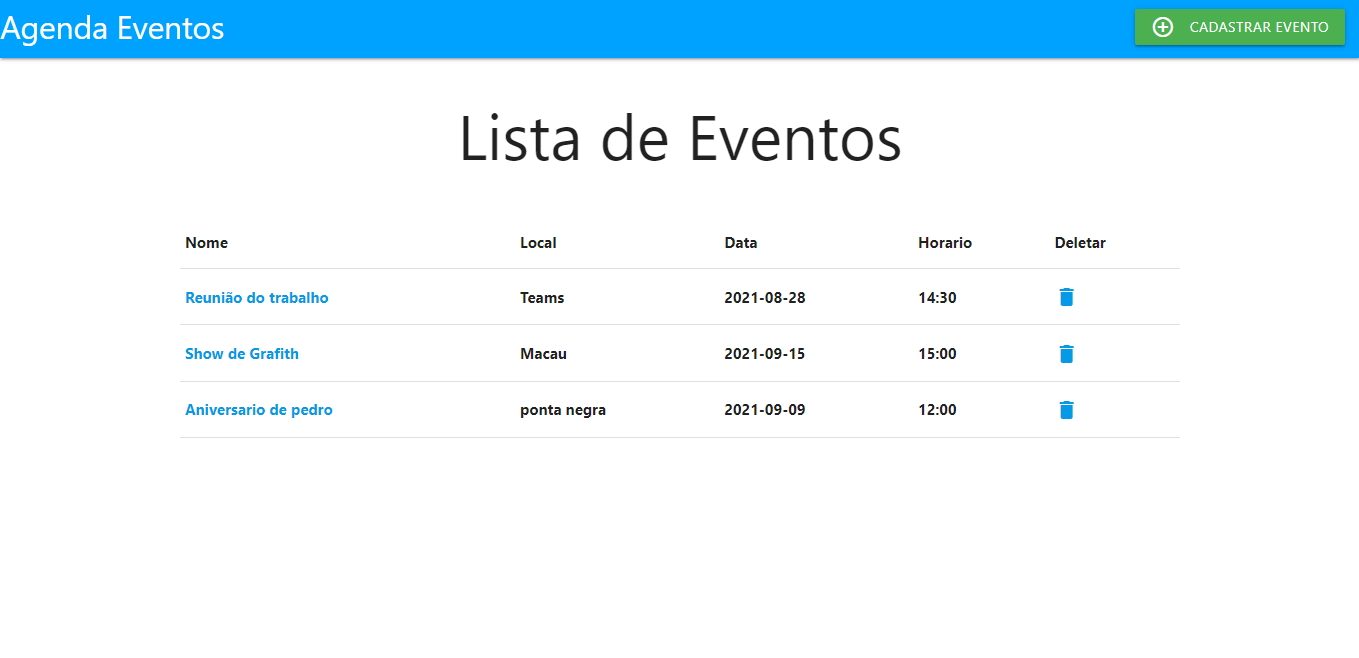 Agenda Eventos
CADASTRAR EVENTO
Lista de Eventos
Nome Local Data Horario Deletar
Reunião do trabalho Teams 2021-08-28 14:30
Show de Grafith Macau 2021-09-15 15:00
Aniversario de pedro ponta negra 2021-09-09 12:00